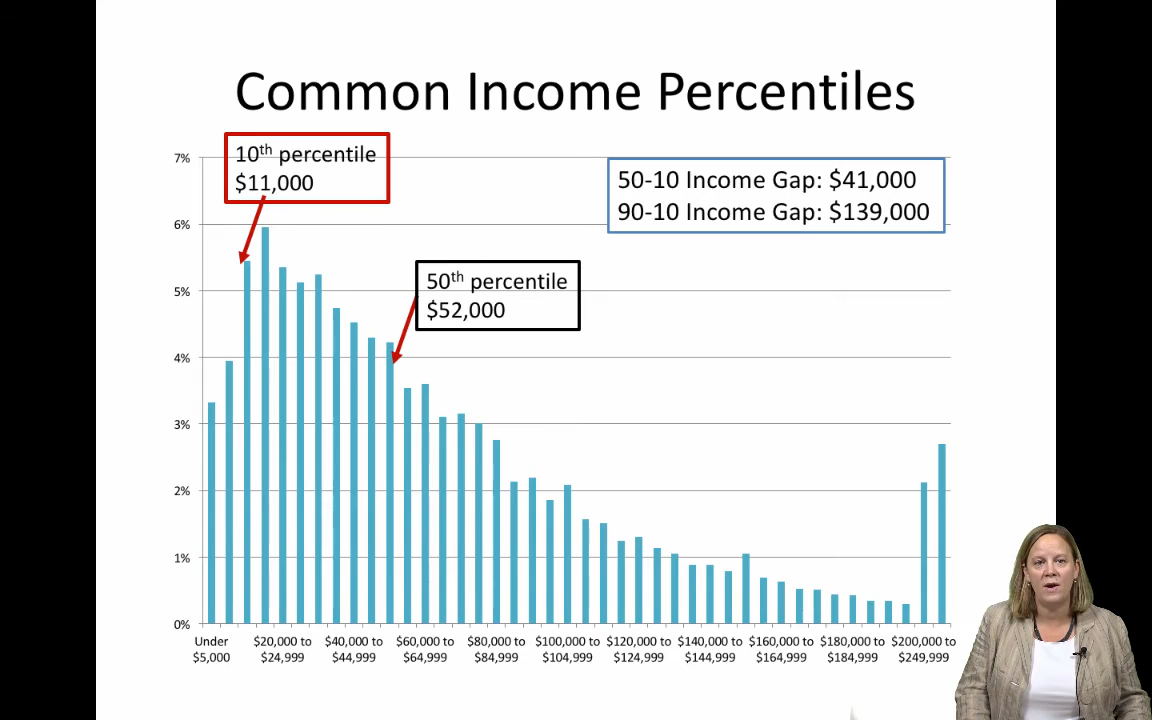 Common Income Percentiles
10th percentile
$11,000
50-10 Income Gap: $41,000
90-10 Income Gap: $139,000
50th percentile
$52,000
7%
6%
5%
4%
3%
2%
1%
0%
Under $20,000 to $40,000 to $60,000 to $80,000 to $100,000 to $120,000 to $140,000 to $160,000 to $180,000 to $200,000 to
$5,000 $24,999 $44,999 $64,999 $84,999 $104,999 $124,999 $144,999 $164,999 $184,999 $249,999